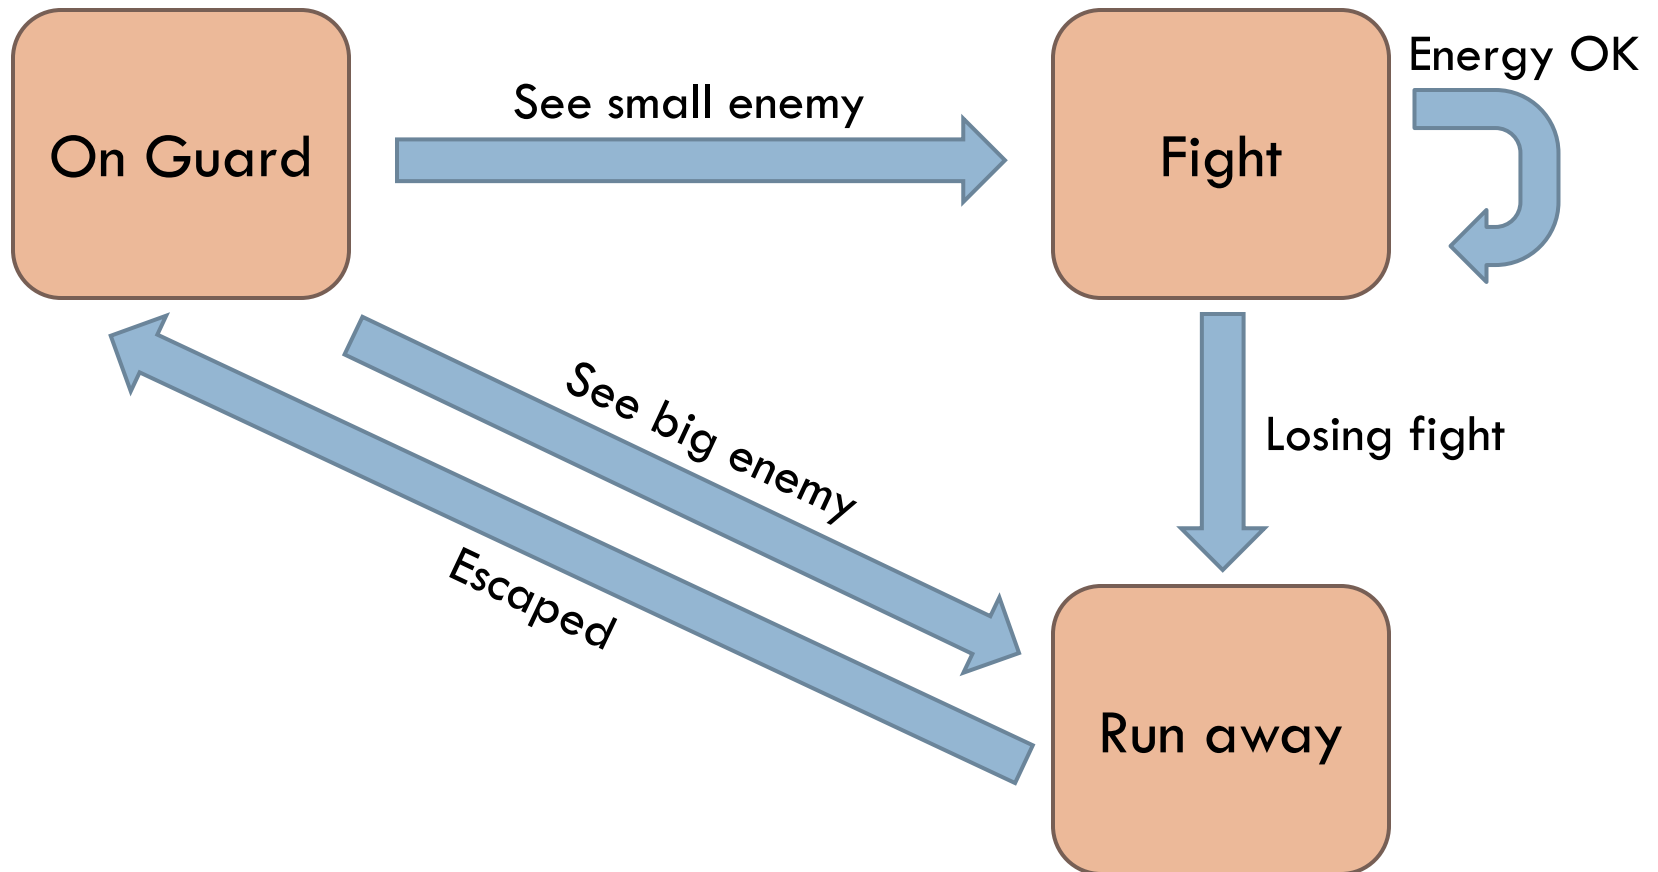 On Guard
See small enemy
Fight
Energy OK
See big enemy
Losing fight
Escaped
Run away